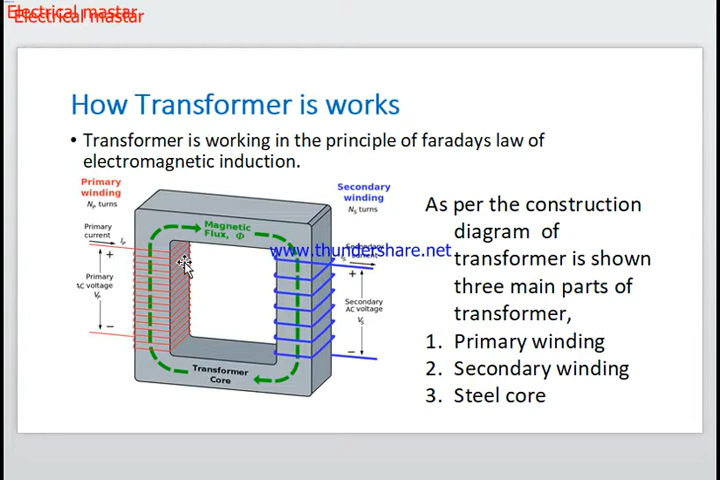 Electrical mastar
Electrical mastar
How Transformer is works
• Transformer is working in the principle of faradays law of
electromagnetic induction.
Primary
winding
Nₚ turns
Primary
current
Iₚ
+
Primary
AC voltage
Vₚ
−
Magnetic
Flux, Φ
Transformer
Core
Secondary
winding
Nₛ turns
www.thundershare.net
+
Secondary
AC voltage
Vₛ
−
As per the construction
diagram of
transformer is shown
three main parts of
transformer,
1. Primary winding
2. Secondary winding
3. Steel core